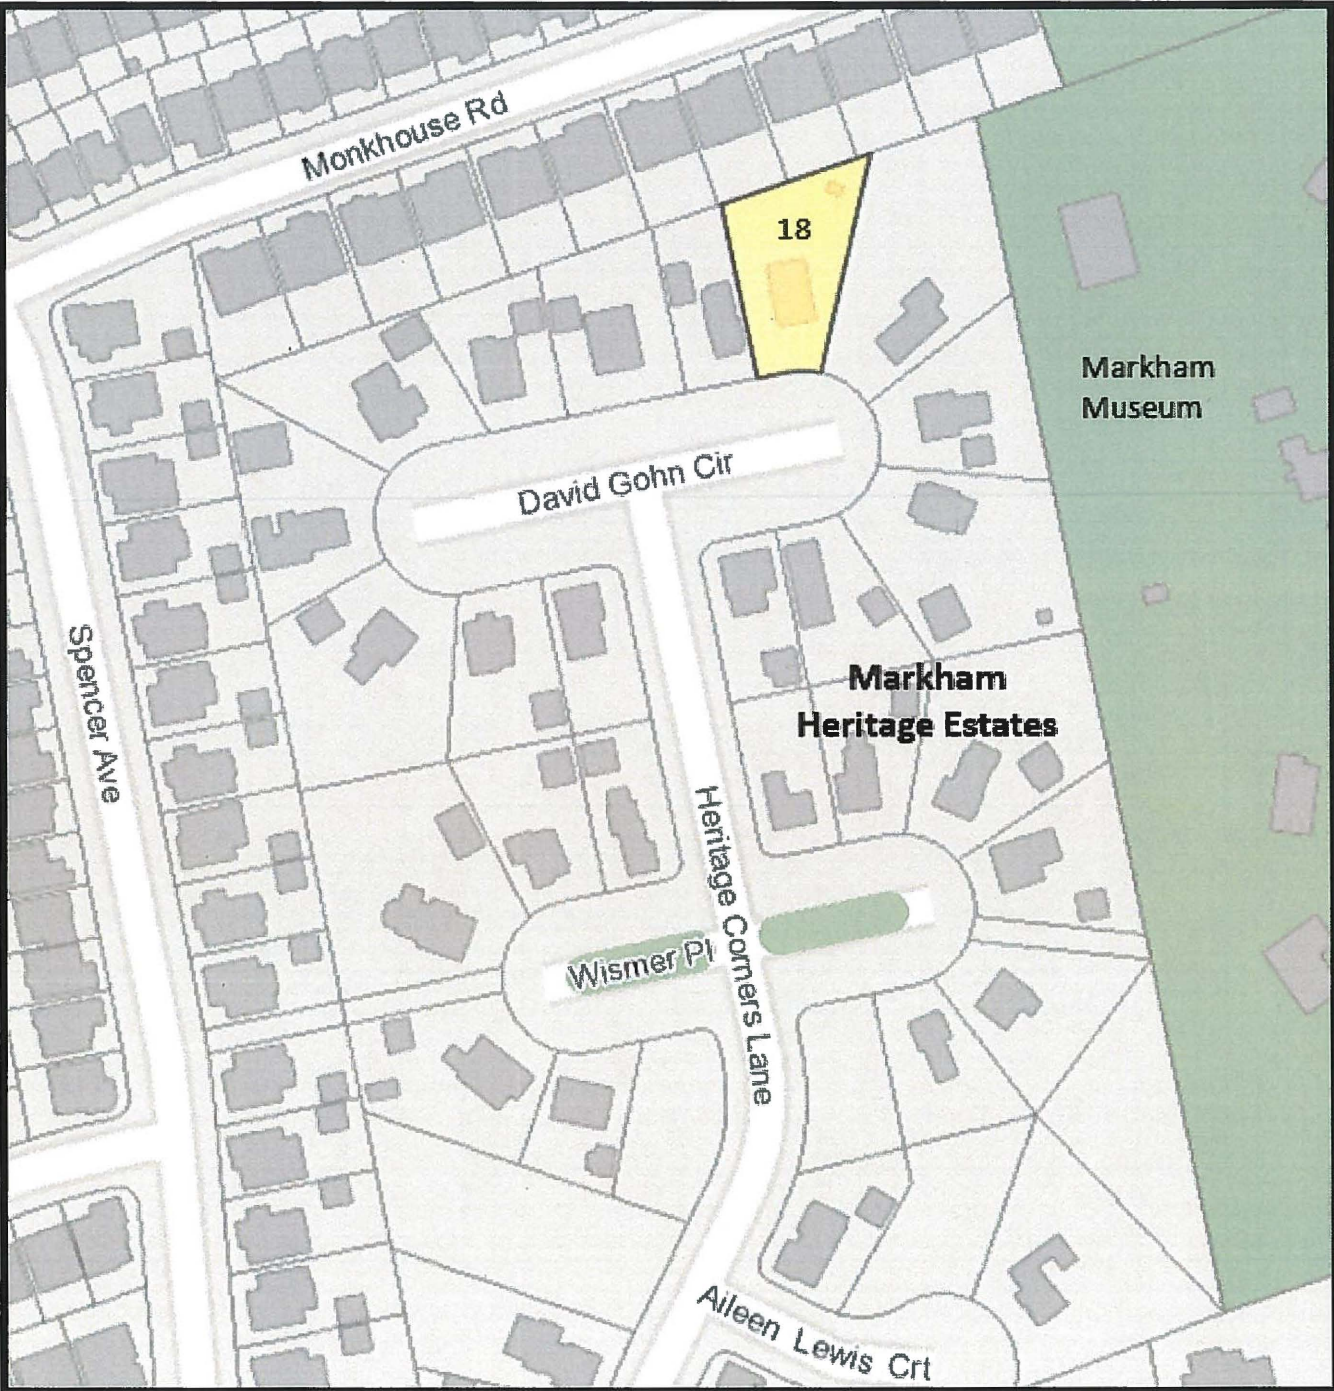 Monkhouse Rd
18
Markham
Museum
David Gohn Cir
Spencer Ave
Markham
Heritage Estates
Heritage Corners Lane
Wismer Pl
Aileen Lewis Crt